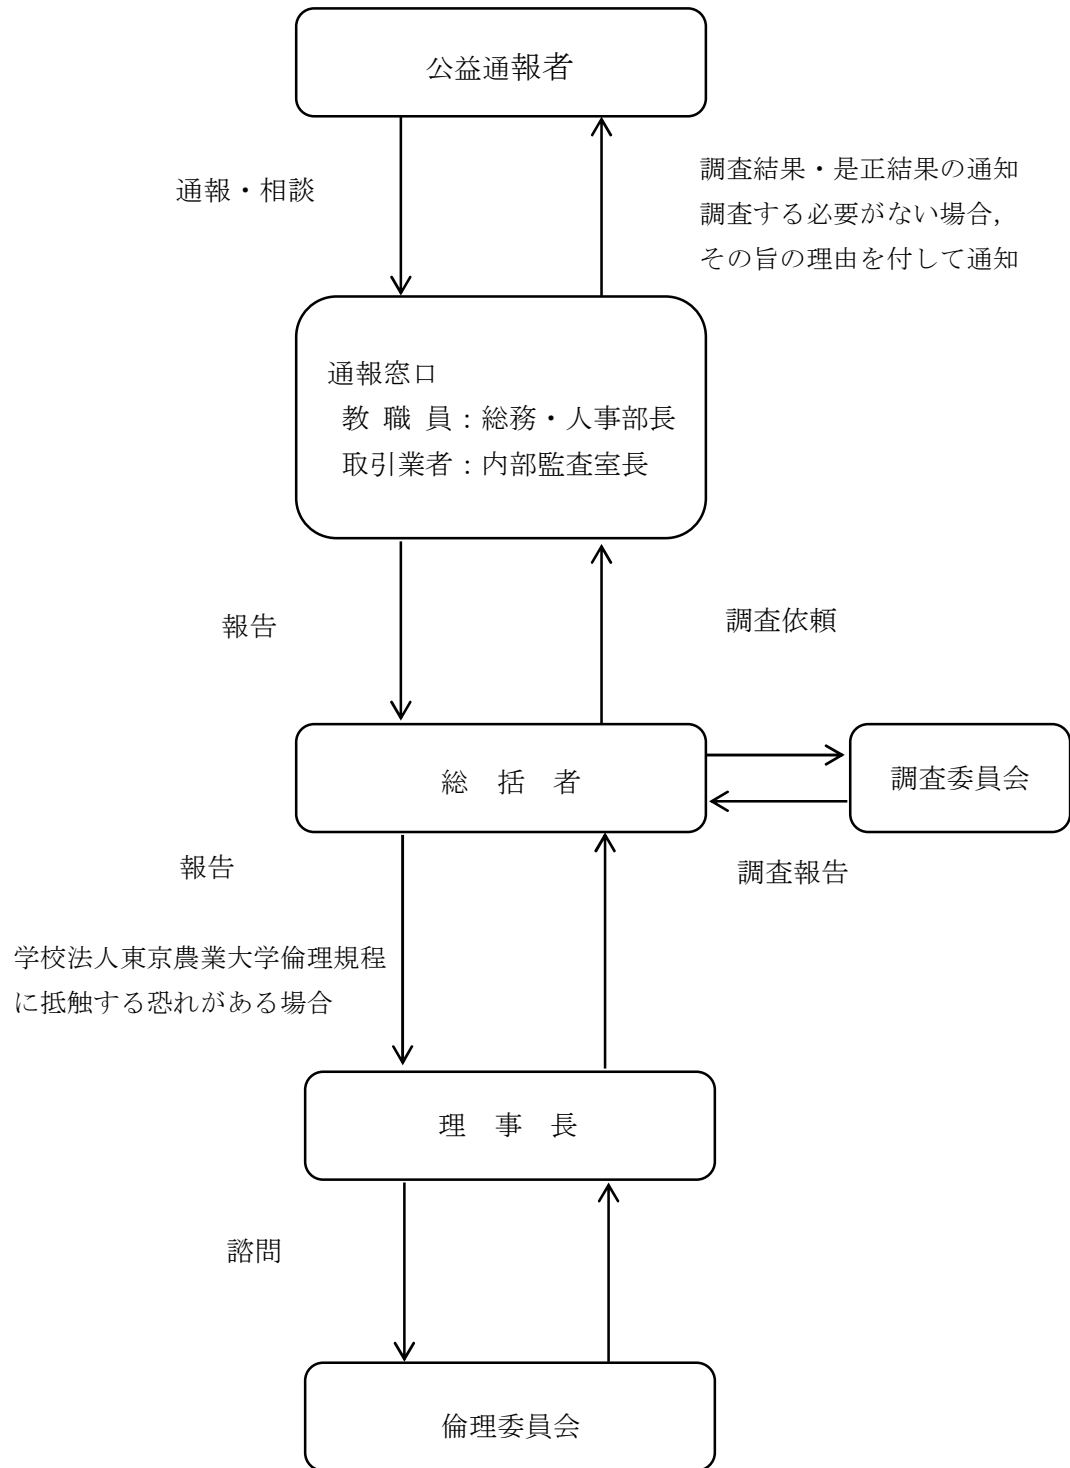 公益通報者
通報・相談
調査結果・是正結果の通知
調査する必要がない場合,
その旨の理由を付して通知
通報窓口
教 職 員：総務・人事部長
取引業者：内部監査室長
報告
調査依頼
総 括 者
調査委員会
報告
調査報告
学校法人東京農業大学倫理規程
に抵触する恐れがある場合
理 事 長
諮問
倫理委員会